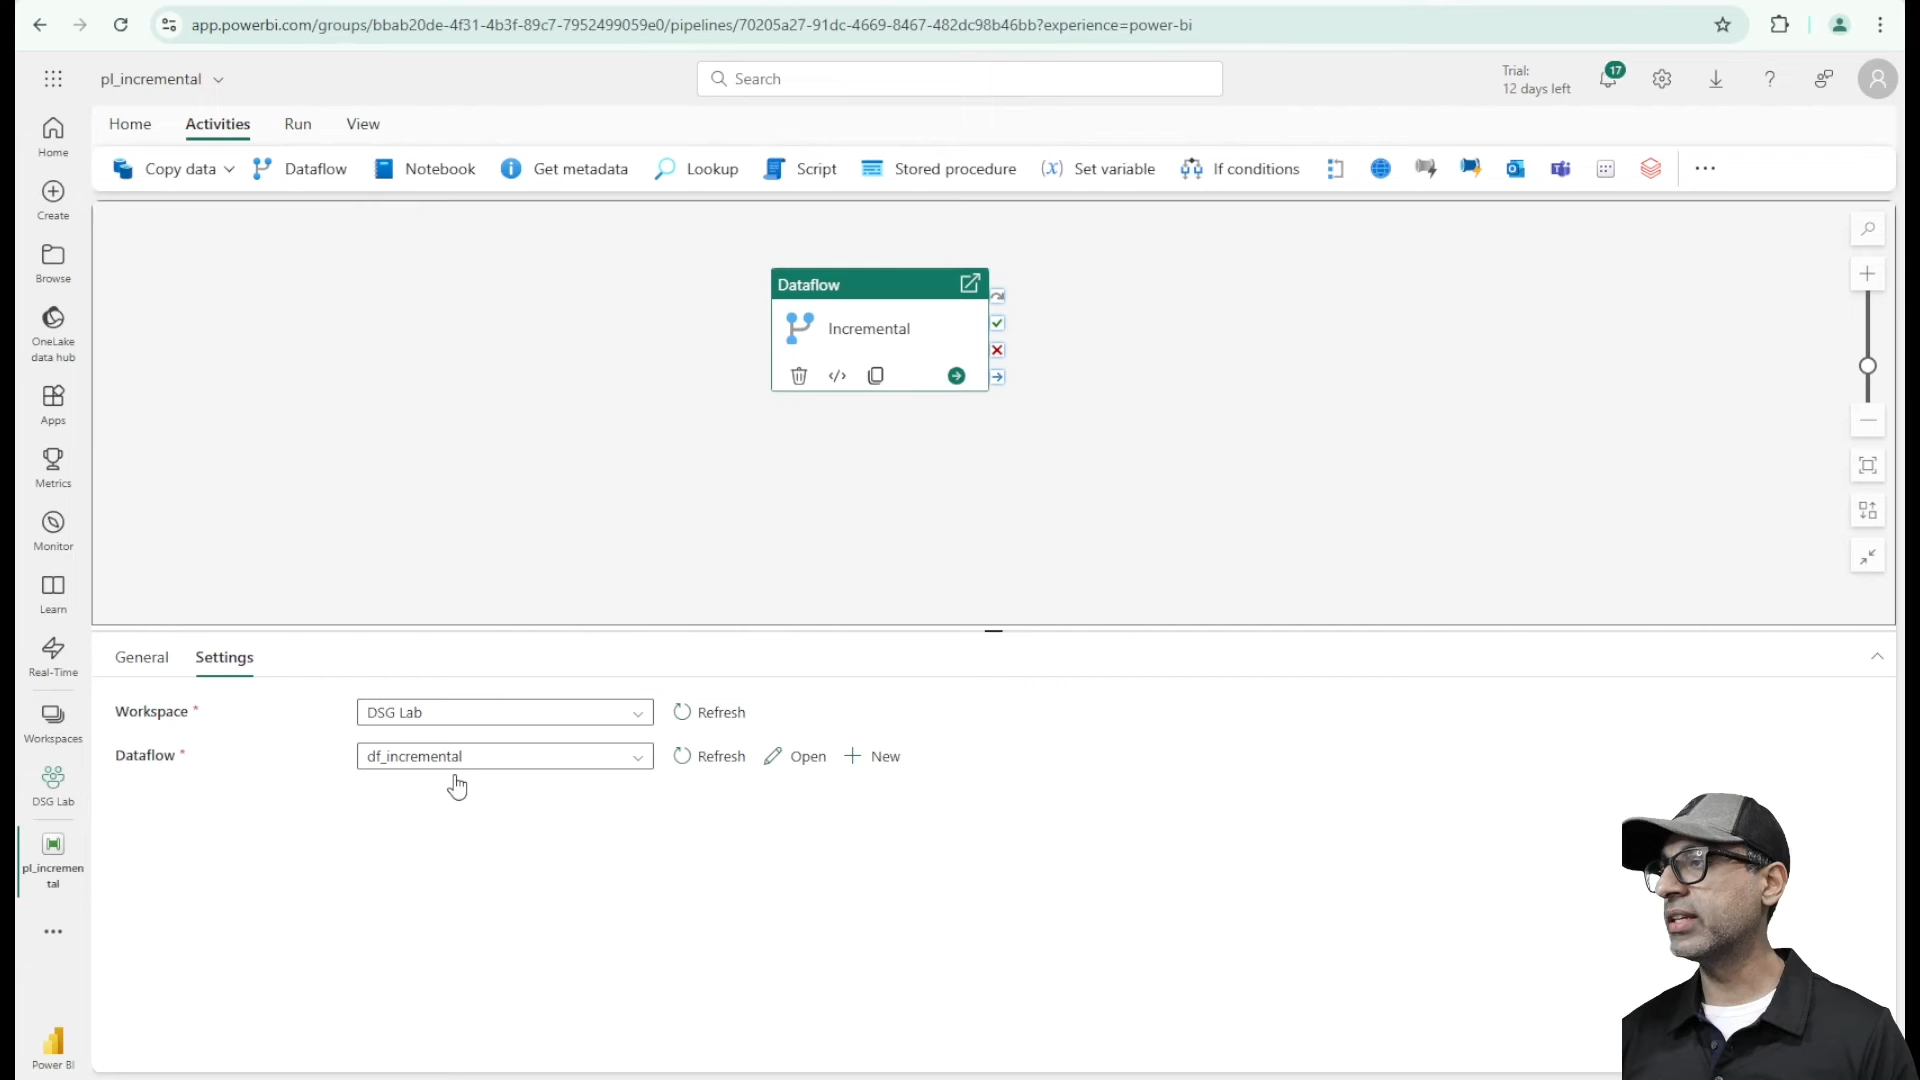 app.powerbi.com/groups/bbab20de-4f31-4b3f-89c7-7952499059e0/pipelines/70205a27-91dc-4669-8467-482dc98b46bb?experience=power-bi
pl_incremental
Search
Trial:
12 days left
17
Home
Activities
Run
View
Copy data
Dataflow
Notebook
Get metadata
Lookup
Script
Stored procedure
(x) Set variable
If conditions
Home
Create
Browse
OneLake
data hub
Apps
Metrics
Monitor
Learn
Real-Time
Workspaces
DSG Lab
pl_incremen
tal
Power BI
Dataflow
Incremental
General
Settings
Workspace *
DSG Lab
Refresh
Dataflow *
df_incremental
Refresh
Open
New